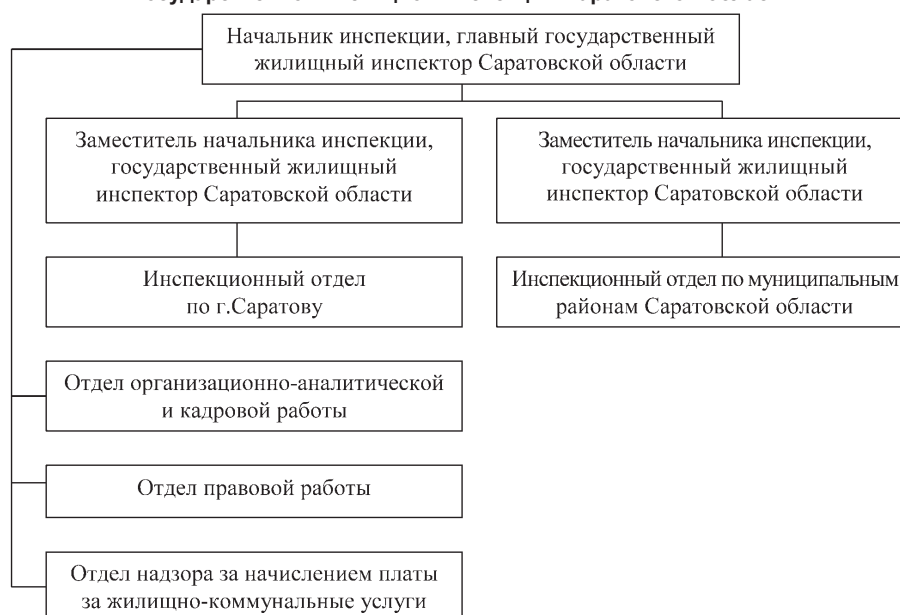 Начальник инспекции, главный государственный
жилищный инспектор Саратовской области
Заместитель начальника инспекции,
государственный жилищный
инспектор Саратовской области
Заместитель начальника инспекции,
государственный жилищный
инспектор Саратовской области
Инспекционный отдел
по г.Саратову
Инспекционный отдел по муниципальным
районам Саратовской области
Отдел организационно-аналитической
и кадровой работы
Отдел правовой работы
Отдел надзора за начислением платы
за жилищно-коммунальные услуги